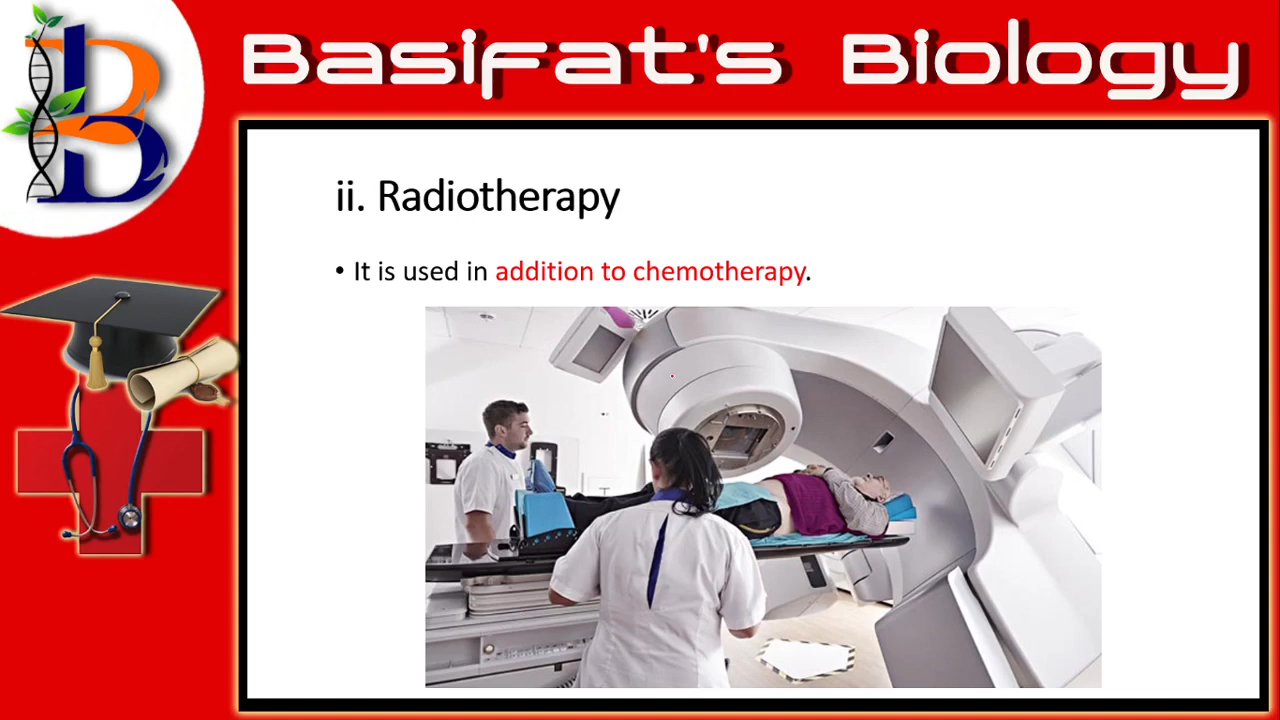 Basifat's Biology
B
ii. Radiotherapy
• It is used in addition to chemotherapy.